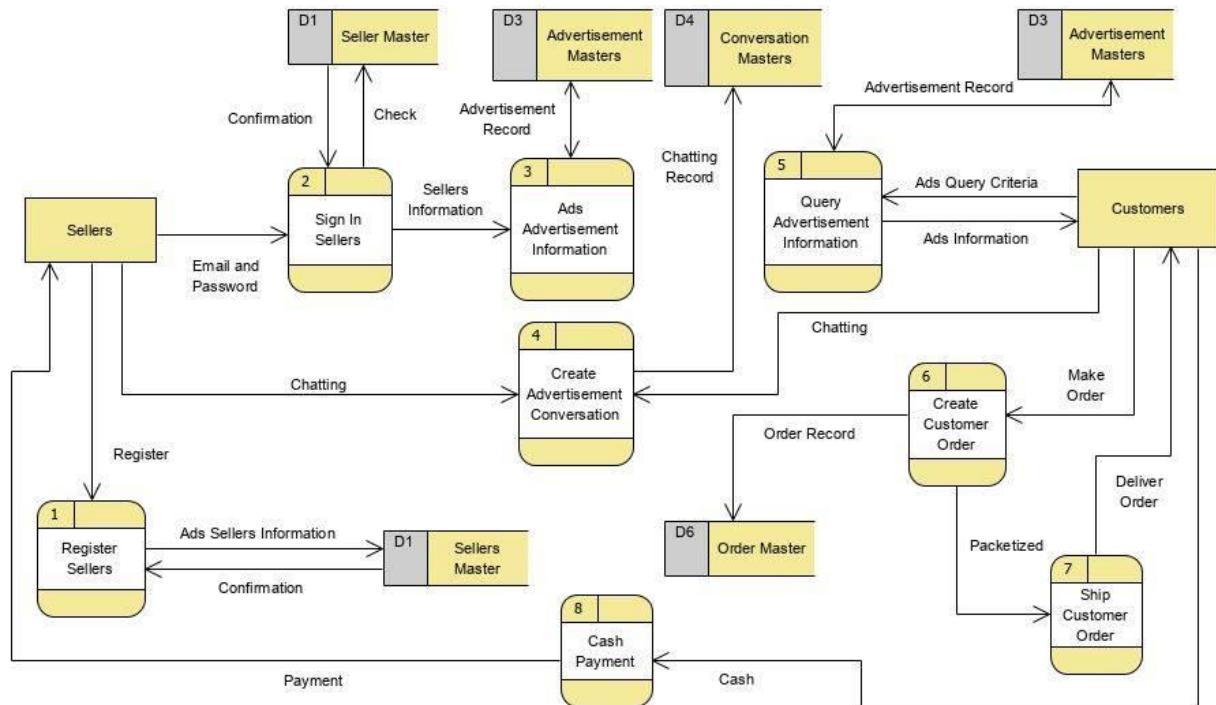 D1
Seller Master
D3
Advertisement
Masters
D4
Conversation
Masters
D3
Advertisement
Masters
Confirmation
Check
Advertisement
Record
Chatting
Record
Advertisement Record
2
Sign In
Sellers
Sellers
Information
3
Ads
Advertisement
Information
5
Query
Advertisement
Information
Ads Query Criteria
Ads Information
Customers
Sellers
Email and
Password
Chatting
4
Create
Advertisement
Conversation
Chatting
6
Create
Customer
Order
Make
Order
Order Record
Register
Deliver
Order
1
Register
Sellers
Ads Sellers Information
Confirmation
D1
Sellers
Master
D6
Order Master
Packetized
7
Ship
Customer
Order
8
Cash
Payment
Payment
Cash